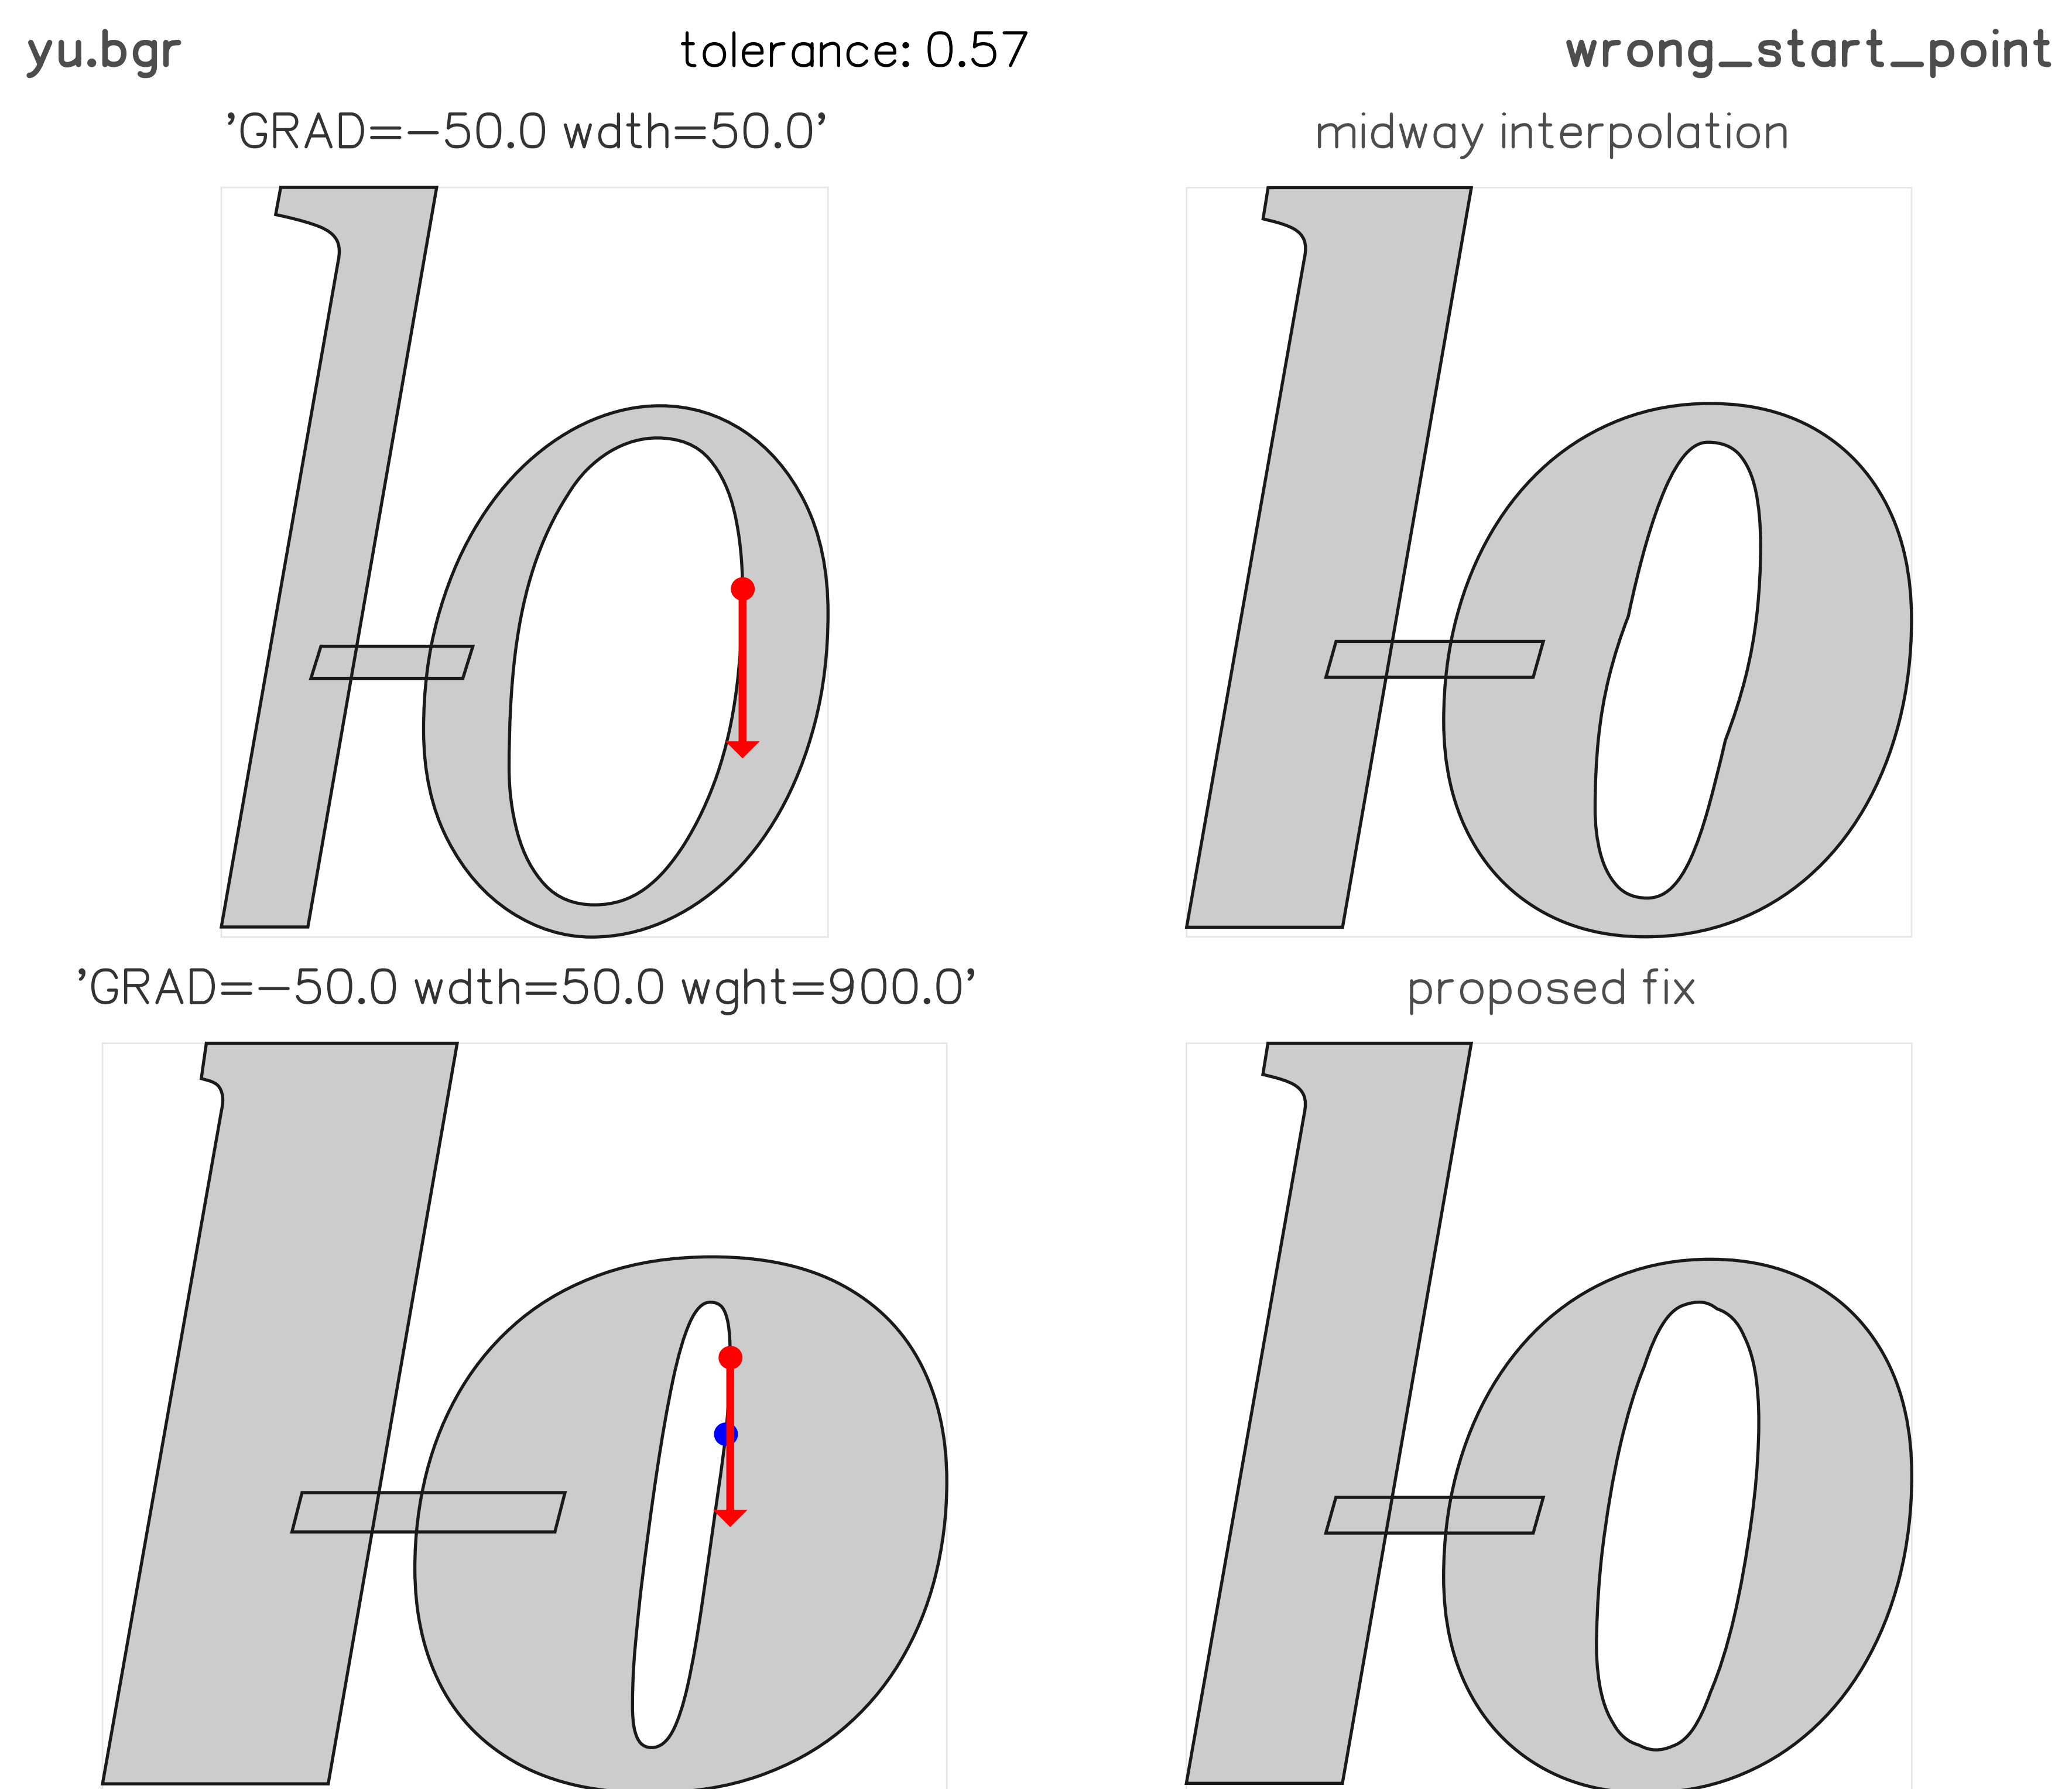 yu.bgr
tolerance: 0.57
wrong_start_point
’GRAD=−50.0 wdth=50.0’
midway interpolation
’GRAD=−50.0 wdth=50.0 wght=900.0’
proposed fix